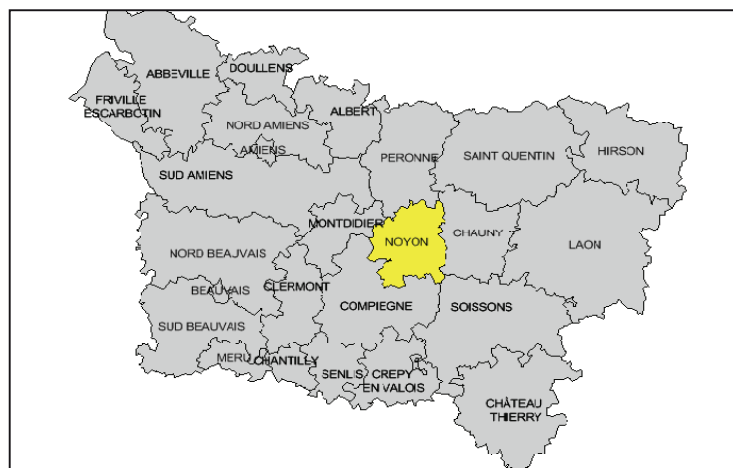 DOULLENS
ABBEVILLE
FRIVILLE
ESCARBOTIN
ALBERT
NORD AMIENS
AMIENS
PERONNE
SAINT QUENTIN
HIRSON
SUD AMIENS
MONTDIDIER
NOYON
CHAUNY
LAON
NORD BEAUVAIS
BEAUVAIS
CLERMONT
COMPIEGNE
SOISSONS
SUD BEAUVAIS
MERU
CHANTILLY
SENLIS
CREPY
EN VALOIS
CHÂTEAU
THIERRY